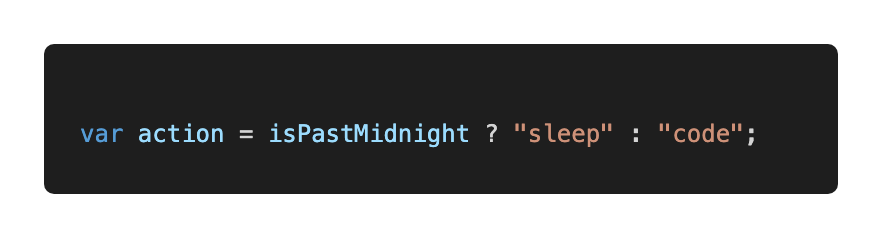 var action = isPastMidnight ? "sleep" : "code";